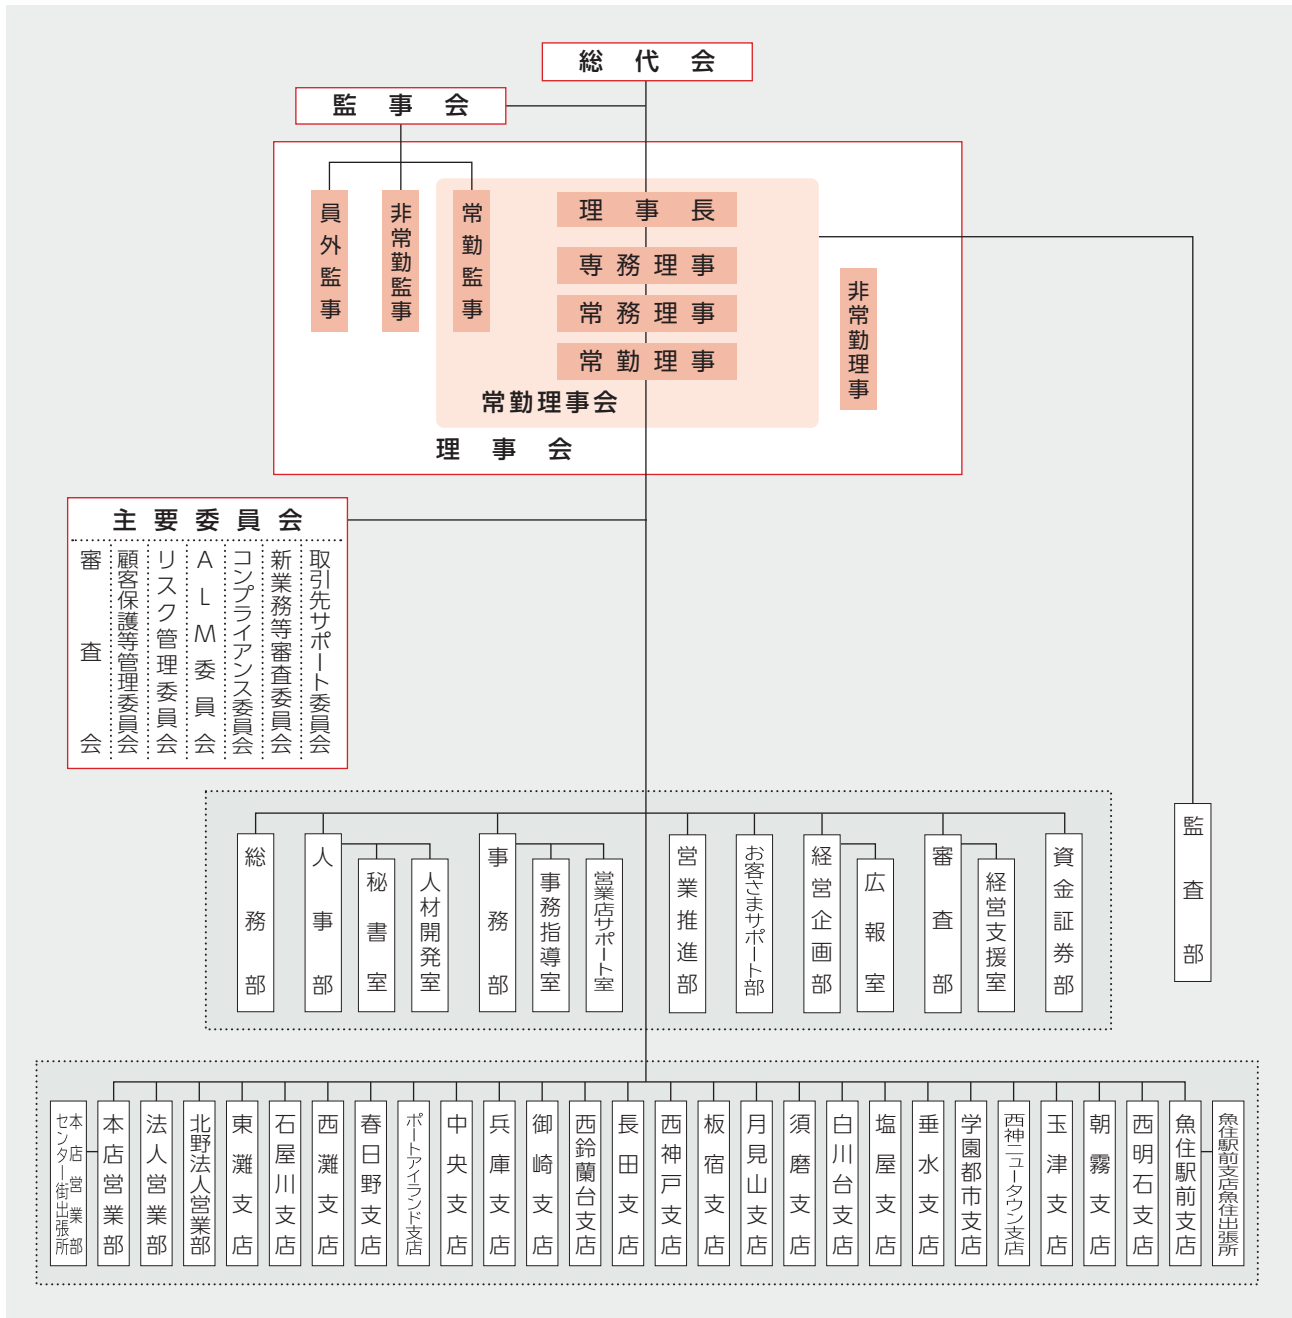 総代会
監事会
員外監事
非常勤監事
常勤監事
理事長
専務理事
常務理事
常勤理事
常勤理事会
非常勤理事
理事会
主要委員会
審査会
顧客保護等管理委員会
リスク管理委員会
ALM委員会
コンプライアンス委員会
新業務等審査委員会
取引先サポート委員会
総務部
人事部
秘書室
人材開発室
事務部
事務指導室
営業店サポート室
営業推進部
お客さまサポート部
経営企画部
広報室
審査部
経営支援室
資金証券部
監査部
本店営業部
センター街出張所
本店営業部
法人営業部
北野法人営業部
東灘支店
石屋川支店
西灘支店
春日野支店
ポートアイランド支店
中央支店
兵庫支店
御崎支店
西鈴蘭台支店
長田支店
西神戸支店
板宿支店
月見山支店
須磨支店
白川台支店
塩屋支店
垂水支店
学園都市支店
西神ニュータウン支店
玉津支店
朝霧支店
西明石支店
魚住駅前支店
魚住駅前支店魚住出張所